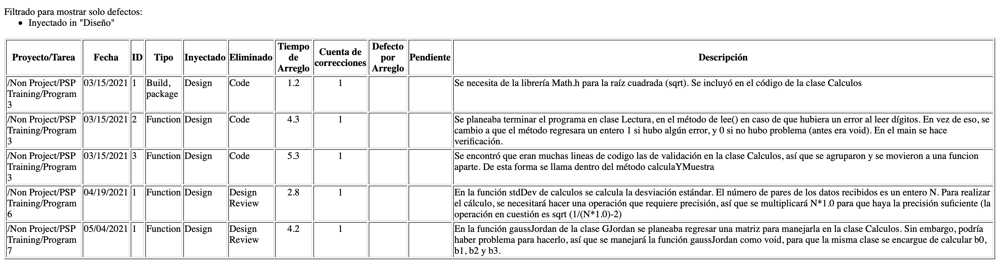 Filtrado para mostrar solo defectos:
• Inyectado in "Diseño"
Proyecto/Tarea Fecha ID Tipo Inyectado Eliminado Tiempo de Arreglo Cuenta de correcciones Defecto por Arreglo Pendiente Descripción
/Non Project/PSP 03/15/2021 1 Build, Design Code 1.2 1 Se necesita de la librería Math.h para la raíz cuadrada (sqrt). Se incluyó en el código de la clase Calculos
Training/Program package
3
/Non Project/PSP 03/15/2021 2 Function Design Code 4.3 1 Se planeaba terminar el programa en clase Lectura, en el método de lee() en caso de que hubiera un error al leer dígitos. En vez de eso, se
Training/Program cambio a que el método regresara un entero 1 si hubo algún error, y 0 si no hubo problema (antes era void). En el main se hace
3 verificación.
/Non Project/PSP 03/15/2021 3 Function Design Code 5.3 1 Se encontró que eran muchas lineas de codigo las de validación en la clase Calculos, así que se agruparon y se movieron a una funcion
Training/Program aparte. De esta forma se llama dentro del método calculaYMuestra
3
/Non Project/PSP 04/19/2021 1 Function Design Design 2.8 1 En la función stdDev de calculos se calcula la desviación estándar. El número de pares de los datos recibidos es un entero N. Para realizar
Training/Program Review el cálculo, se necesitará hacer una operación que requiere precisión, así que se multiplicará N*1.0 para que haya la precisión suficiente (la
6 operación en cuestión es sqrt (1/(N*1.0)-2)
/Non Project/PSP 05/04/2021 1 Function Design Design 4.2 1 En la función gaussJordan de la clase GJordan se planeaba regresar una matriz para manejarla en la clase Calculos. Sin embargo, podría
Training/Program Review haber problema para hacerlo, así que se manejará la función gaussJordan como void, para que la misma clase se encargue de calcular b0,
7 b1, b2 y b3.